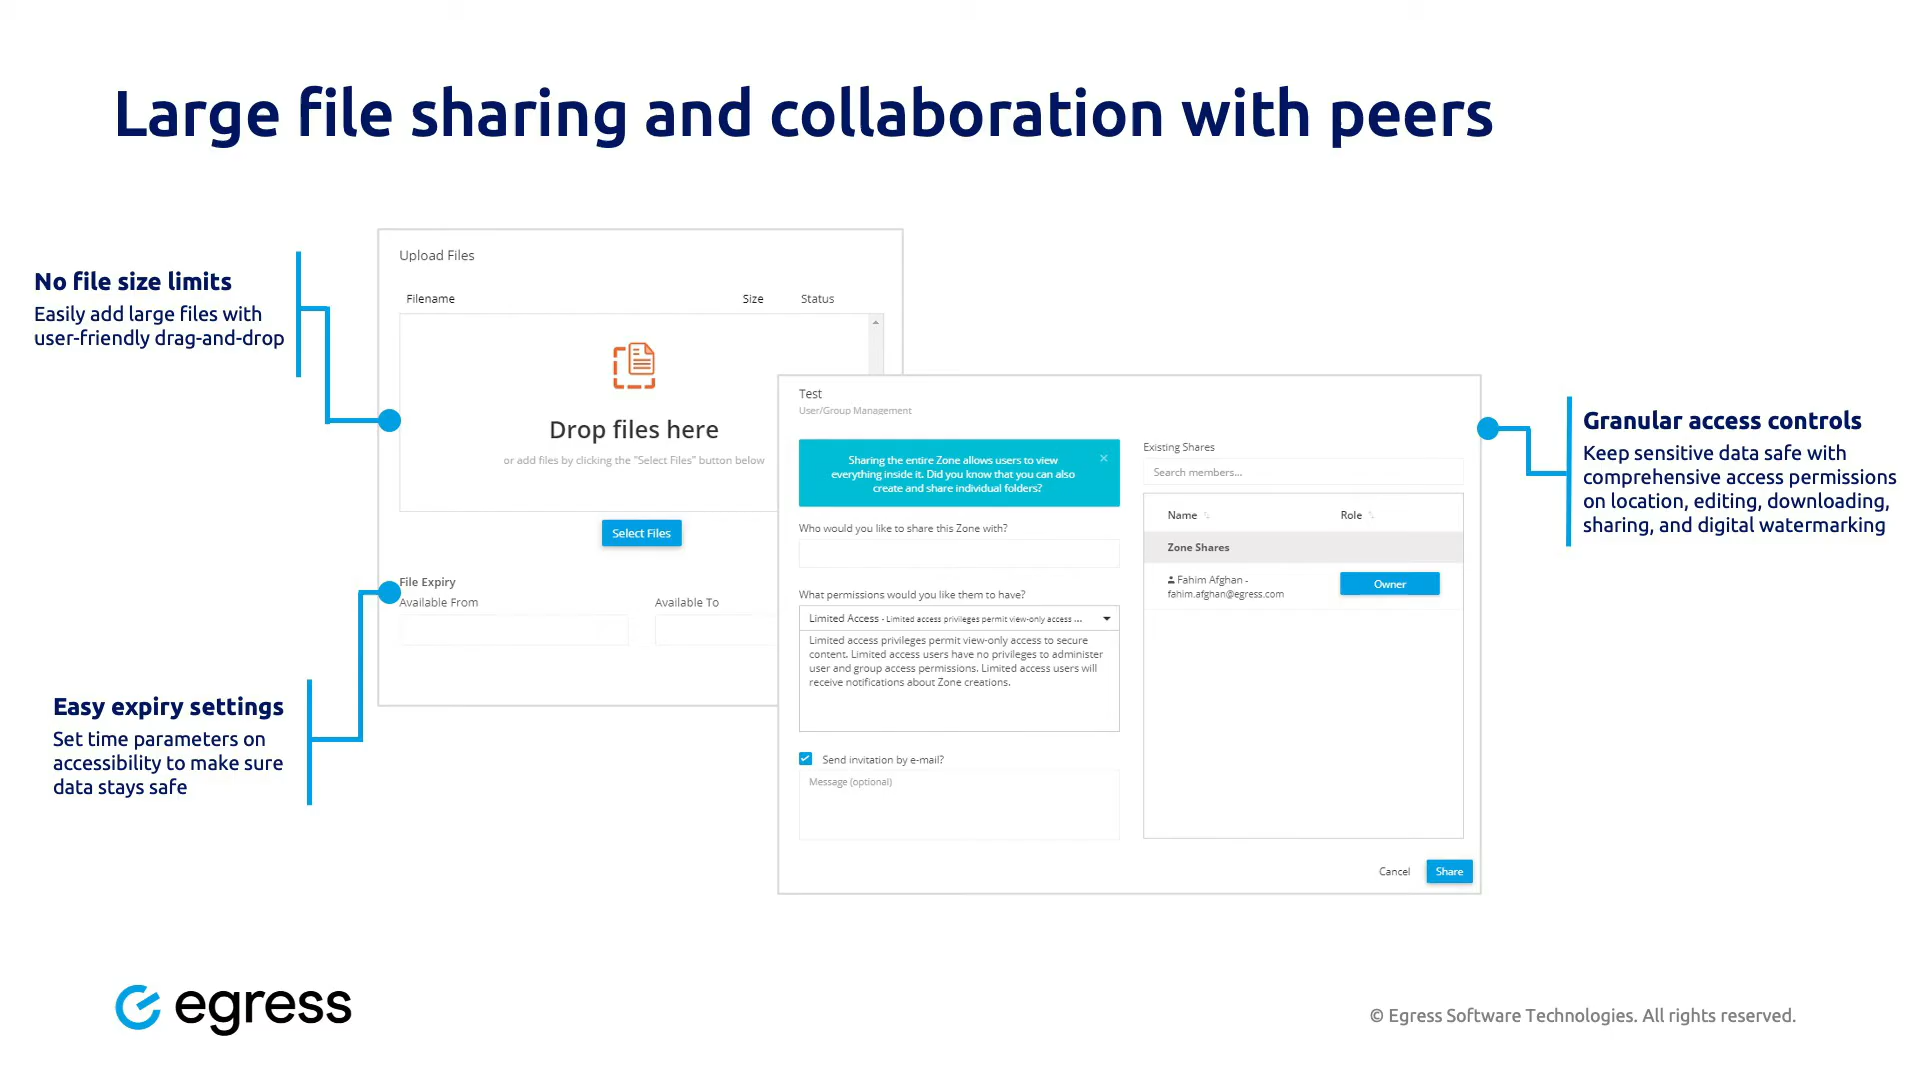 Large file sharing and collaboration with peers
No file size limits
Easily add large files with
user-friendly drag-and-drop
Upload Files
Filename Size Status
Drop files here
or add files by clicking the "Select Files" button below
Select Files
File Expiry
Available From Available To
Easy expiry settings
Set time parameters on
accessibility to make sure
data stays safe
Test
User/Group Management
Sharing the entire Zone allows users to view
everything inside it. Did you know that you can also
create and share individual folders?
Who would you like to share this Zone with?
What permissions would you like them to have?
Limited Access - Limited access privileges permit view-only access ...
Limited access privileges permit view-only access to secure
content. Limited access users have no privileges to administer
user and group access permissions. Limited access users will
receive notifications about Zone creations.
Send invitation by e-mail?
Message (optional)
Existing Shares
Search members...
Name Role
Zone Shares
Fahim Afghan -
fahim.afghan@egress.com
Owner
Cancel Share
Granular access controls
Keep sensitive data safe with
comprehensive access permissions
on location, editing, downloading,
sharing, and digital watermarking
egress
© Egress Software Technologies. All rights reserved.